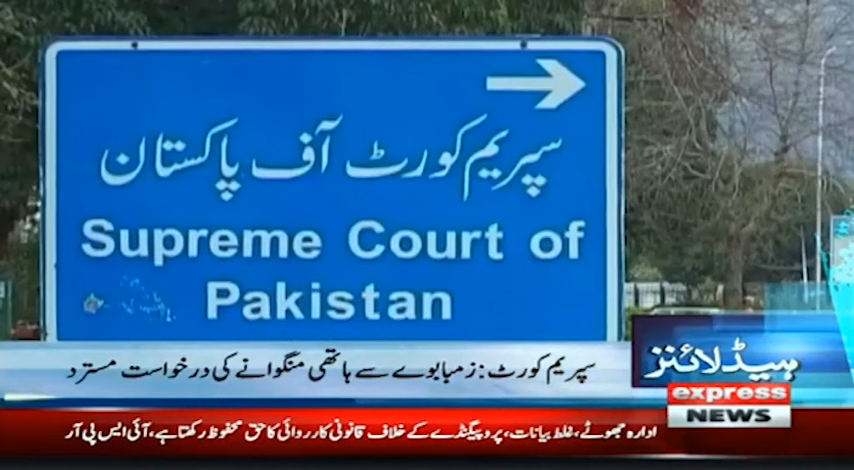 سپریم کورٹ آف پاکستان
Supreme Court of
Pakistan
سپریم کورٹ: زمبابوے سے ہاتھی منگوانے کی درخواست مسترد
ہیڈلائنز
express
NEWS
ادارہ جھوٹے، غلط بیانات، پروپیگنڈے کے خلاف قانونی کارروائی کا حق محفوظ رکھتا ہے، آئی ایس پی آر